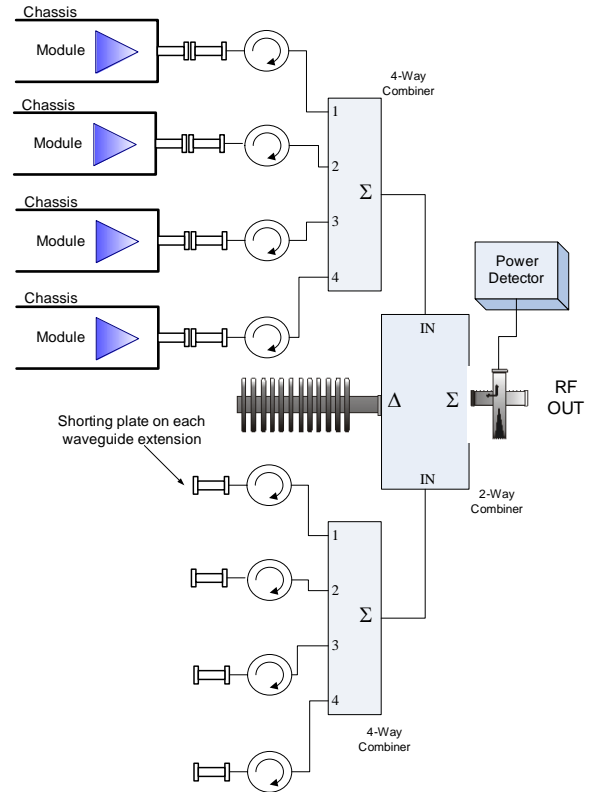 Chassis
Module
4-Way
Combiner
1
Chassis
Module
2
Σ
Chassis
Module
3
Power
Detector
4
Chassis
Module
IN
Δ
Σ
RF
OUT
Shorting plate on each
waveguide extension
IN
2-Way
Combiner
1
2
Σ
3
4
4-Way
Combiner